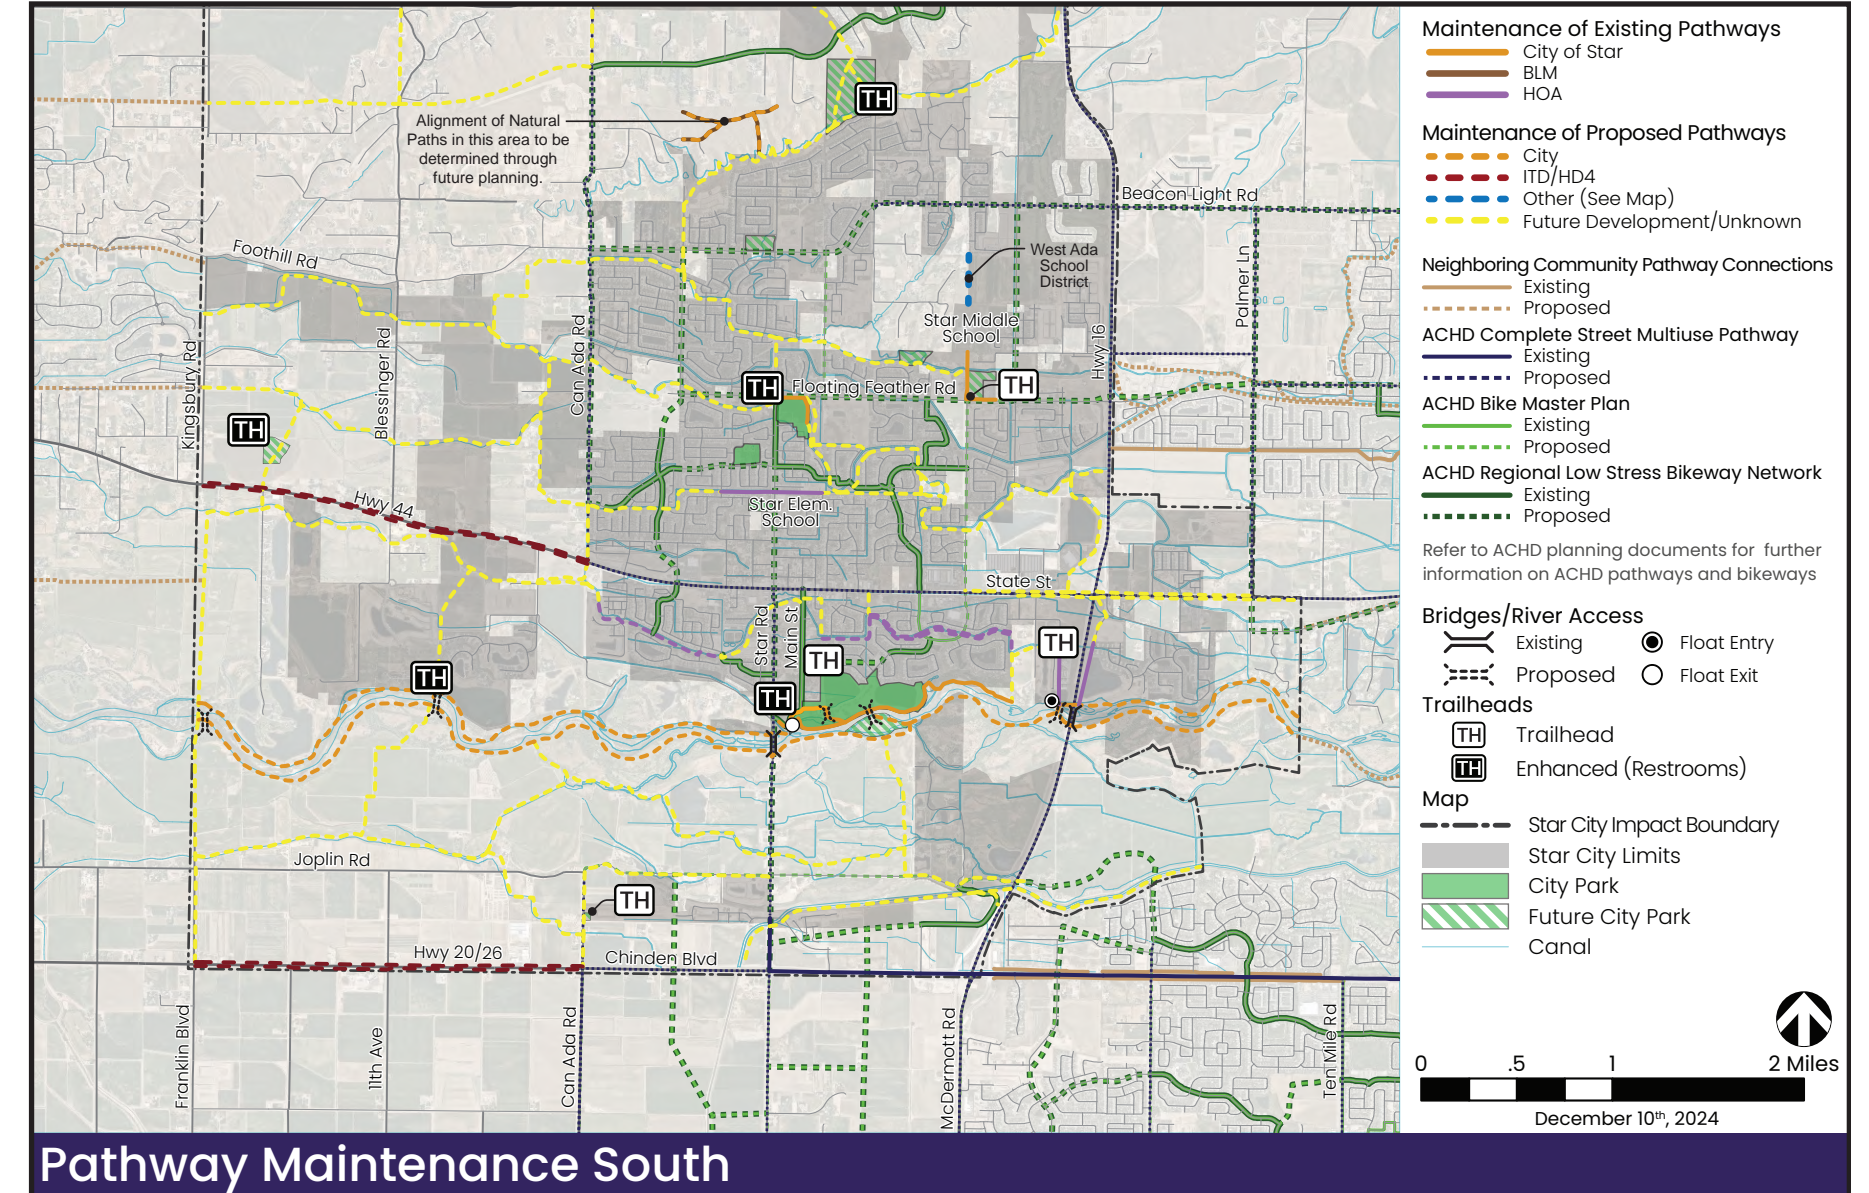 TH
Alignment of Natural
Paths in this area to be
determined through
future planning.
Beacon Light Rd
Foothill Rd
West Ada
School
District
Palmer Ln
Star Middle
School
Hwy 16
Can Ada Rd
Blessinger Rd
Kingsbury Rd
TH
Floating Feather Rd
TH
TH
Hwy 44
Star Elem.
School
State St
Star Rd
Main St
TH
TH
TH
TH
Joplin Rd
TH
Hwy 20/26
Chinden Blvd
Franklin Blvd
11th Ave
Can Ada Rd
McDermott Rd
Ten Mile Rd
Maintenance of Existing Pathways
City of Star
BLM
HOA
Maintenance of Proposed Pathways
City
ITD/HD4
Other (See Map)
Future Development/Unknown
Neighboring Community Pathway Connections
Existing
Proposed
ACHD Complete Street Multiuse Pathway
Existing
Proposed
ACHD Bike Master Plan
Existing
Proposed
ACHD Regional Low Stress Bikeway Network
Existing
Proposed
Refer to ACHD planning documents for further
information on ACHD pathways and bikeways
Bridges/River Access
Existing
Float Entry
Proposed
Float Exit
Trailheads
TH Trailhead
TH Enhanced (Restrooms)
Map
Star City Impact Boundary
Star City Limits
City Park
Future City Park
Canal
0 .5 1 2 Miles
December 10th, 2024
Pathway Maintenance South